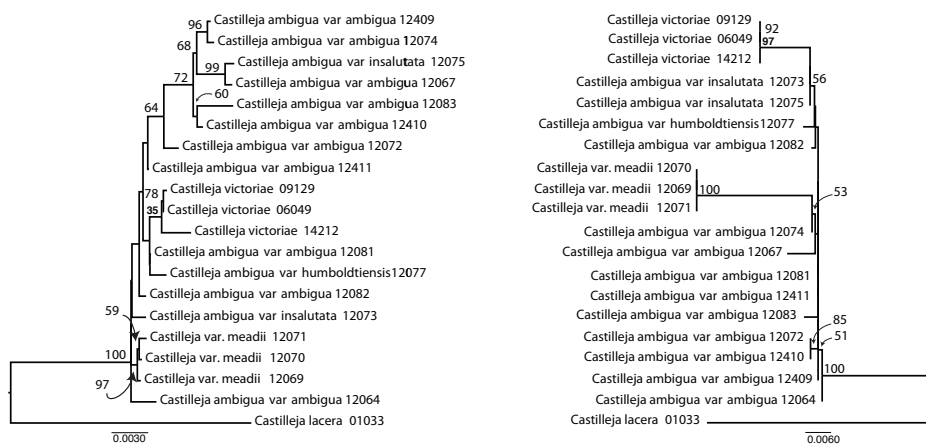 96
Castilleja ambigua var ambigua 12409
68
Castilleja ambigua var ambigua 12074
Castilleja ambigua var insalutata 12075
72
99
Castilleja ambigua var ambigua 12067
60
Castilleja ambigua var ambigua 12083
64
Castilleja ambigua var ambigua 12410
Castilleja ambigua var ambigua 12072
Castilleja ambigua var ambigua 12411
78
Castilleja victoriae 09129
35
Castilleja victoriae 06049
Castilleja victoriae 14212
Castilleja ambigua var ambigua 12081
Castilleja ambigua var humboldtiensis12077
Castilleja ambigua var ambigua 12082
59
Castilleja ambigua var insalutata 12073
Castilleja var. meadii 12071
100
Castilleja var. meadii 12070
97
Castilleja var. meadii 12069
Castilleja ambigua var ambigua 12064
Castilleja lacera 01033
0.0030
Castilleja victoriae 09129
92
Castilleja victoriae 06049
97
Castilleja victoriae 14212
Castilleja ambigua var insalutata 12073
56
Castilleja ambigua var insalutata 12075
Castilleja ambigua var humboldtiensis12077
Castilleja ambigua var ambigua 12082
Castilleja var. meadii 12070
Castilleja var. meadii 12069
100
53
Castilleja var. meadii 12071
Castilleja ambigua var ambigua 12074
Castilleja ambigua var ambigua 12067
Castilleja ambigua var ambigua 12081
Castilleja ambigua var ambigua 12411
Castilleja ambigua var ambigua 12083
85
Castilleja ambigua var ambigua 12072
51
Castilleja ambigua var ambigua 12410
100
Castilleja ambigua var ambigua 12409
Castilleja ambigua var ambigua 12064
Castilleja lacera 01033
0.0060